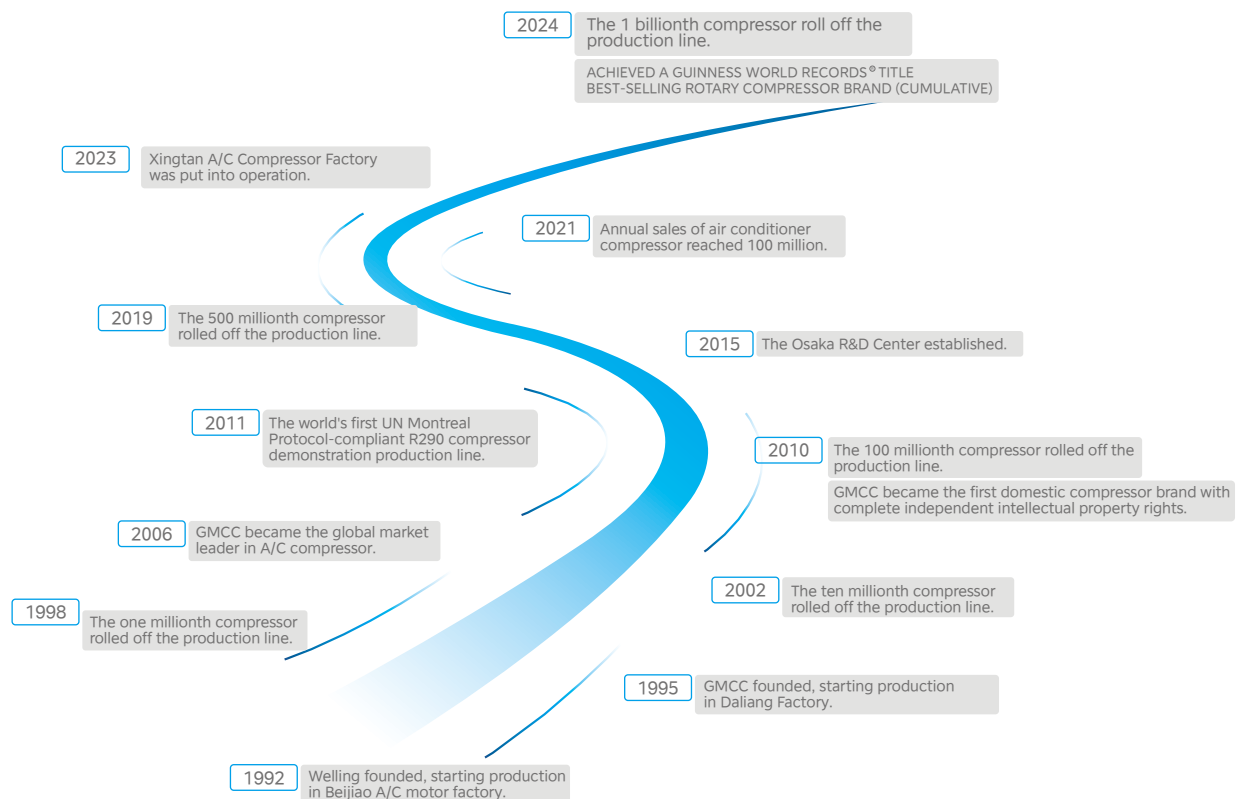 2024
The 1 billionth compressor roll off the
production line.
ACHIEVED A GUINNESS WORLD RECORDS® TITLE
BEST-SELLING ROTARY COMPRESSOR BRAND (CUMULATIVE)
2023
Xingtan A/C Compressor Factory
was put into operation.
2021
Annual sales of air conditioner
compressor reached 100 million.
2019
The 500 millionth compressor
rolled off the production line.
2015
The Osaka R&D Center established.
2011
The world's first UN Montreal
Protocol-compliant R290 compressor
demonstration production line.
2010
The 100 millionth compressor rolled off the
production line.
GMCC became the first domestic compressor brand with
complete independent intellectual property rights.
2006
GMCC became the global market
leader in A/C compressor.
2002
The ten millionth compressor
rolled off the production line.
1998
The one millionth compressor
rolled off the production line.
1995
GMCC founded, starting production
in Daliang Factory.
1992
Welling founded, starting production
in Beijiao A/C motor factory.